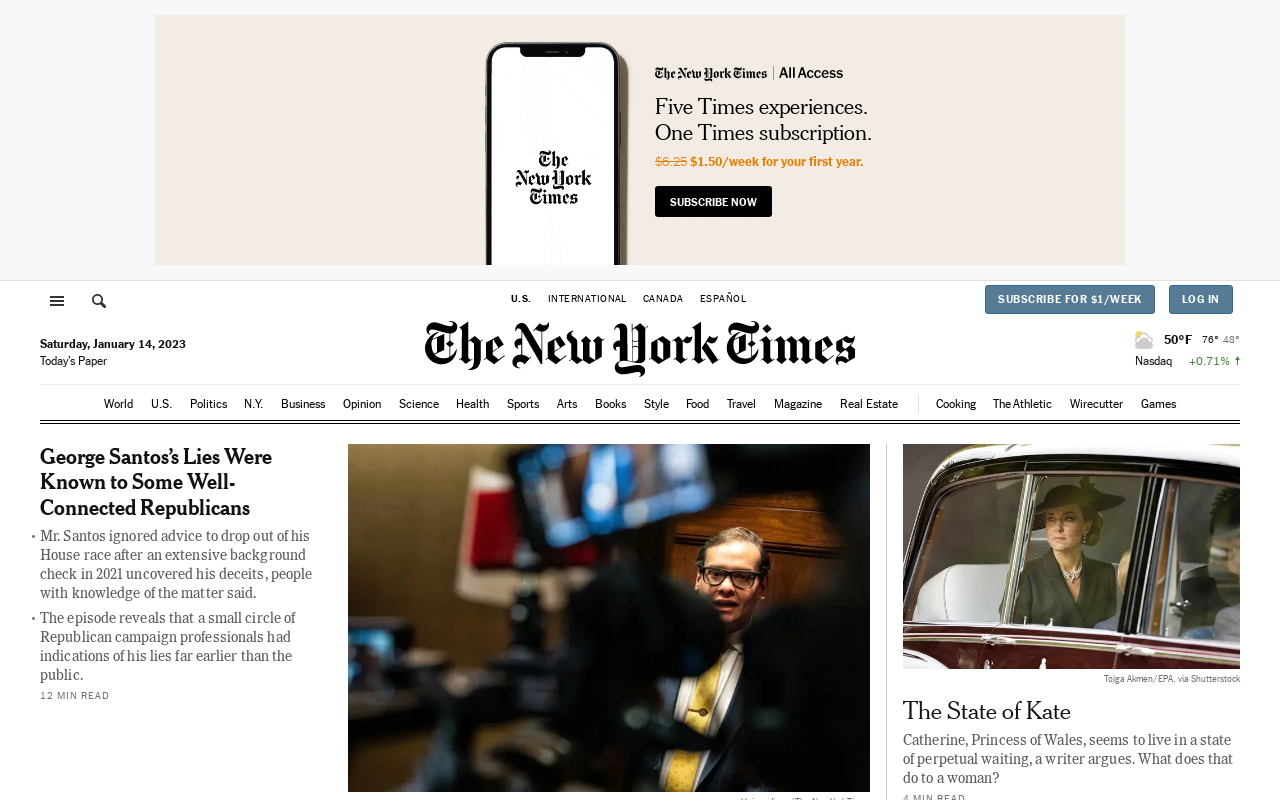 The New York Times | All Access
Five Times experiences.
One Times subscription.
$6.25 $1.50/week for your first year.
The
New York
Times
SUBSCRIBE NOW
U.S. INTERNATIONAL CANADA ESPAÑOL
SUBSCRIBE FOR $1/WEEK LOG IN
The New York Times
Saturday, January 14, 2023
Today's Paper
50°F 76° 48°
Nasdaq +0.71% ↑
World U.S. Politics N.Y. Business Opinion Science Health Sports Arts Books Style Food Travel Magazine Real Estate Cooking The Athletic Wirecutter Games
George Santos's Lies Were
Known to Some Well-
Connected Republicans
• Mr. Santos ignored advice to drop out of his
House race after an extensive background
check in 2021 uncovered his deceits, people
with knowledge of the matter said.
• The episode reveals that a small circle of
Republican campaign professionals had
indications of his lies far earlier than the
public.
12 MIN READ
Tolga Akmen/EPA, via Shutterstock
The State of Kate
Catherine, Princess of Wales, seems to live in a state
of perpetual waiting, a writer argues. What does that
do to a woman?
4 MIN READ